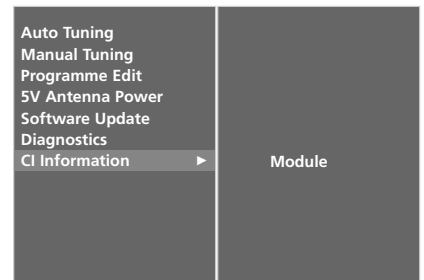 Auto Tuning
Manual Tuning
Programme Edit
5V Antenna Power
Software Update
Diagnostics
CI Information ► Module